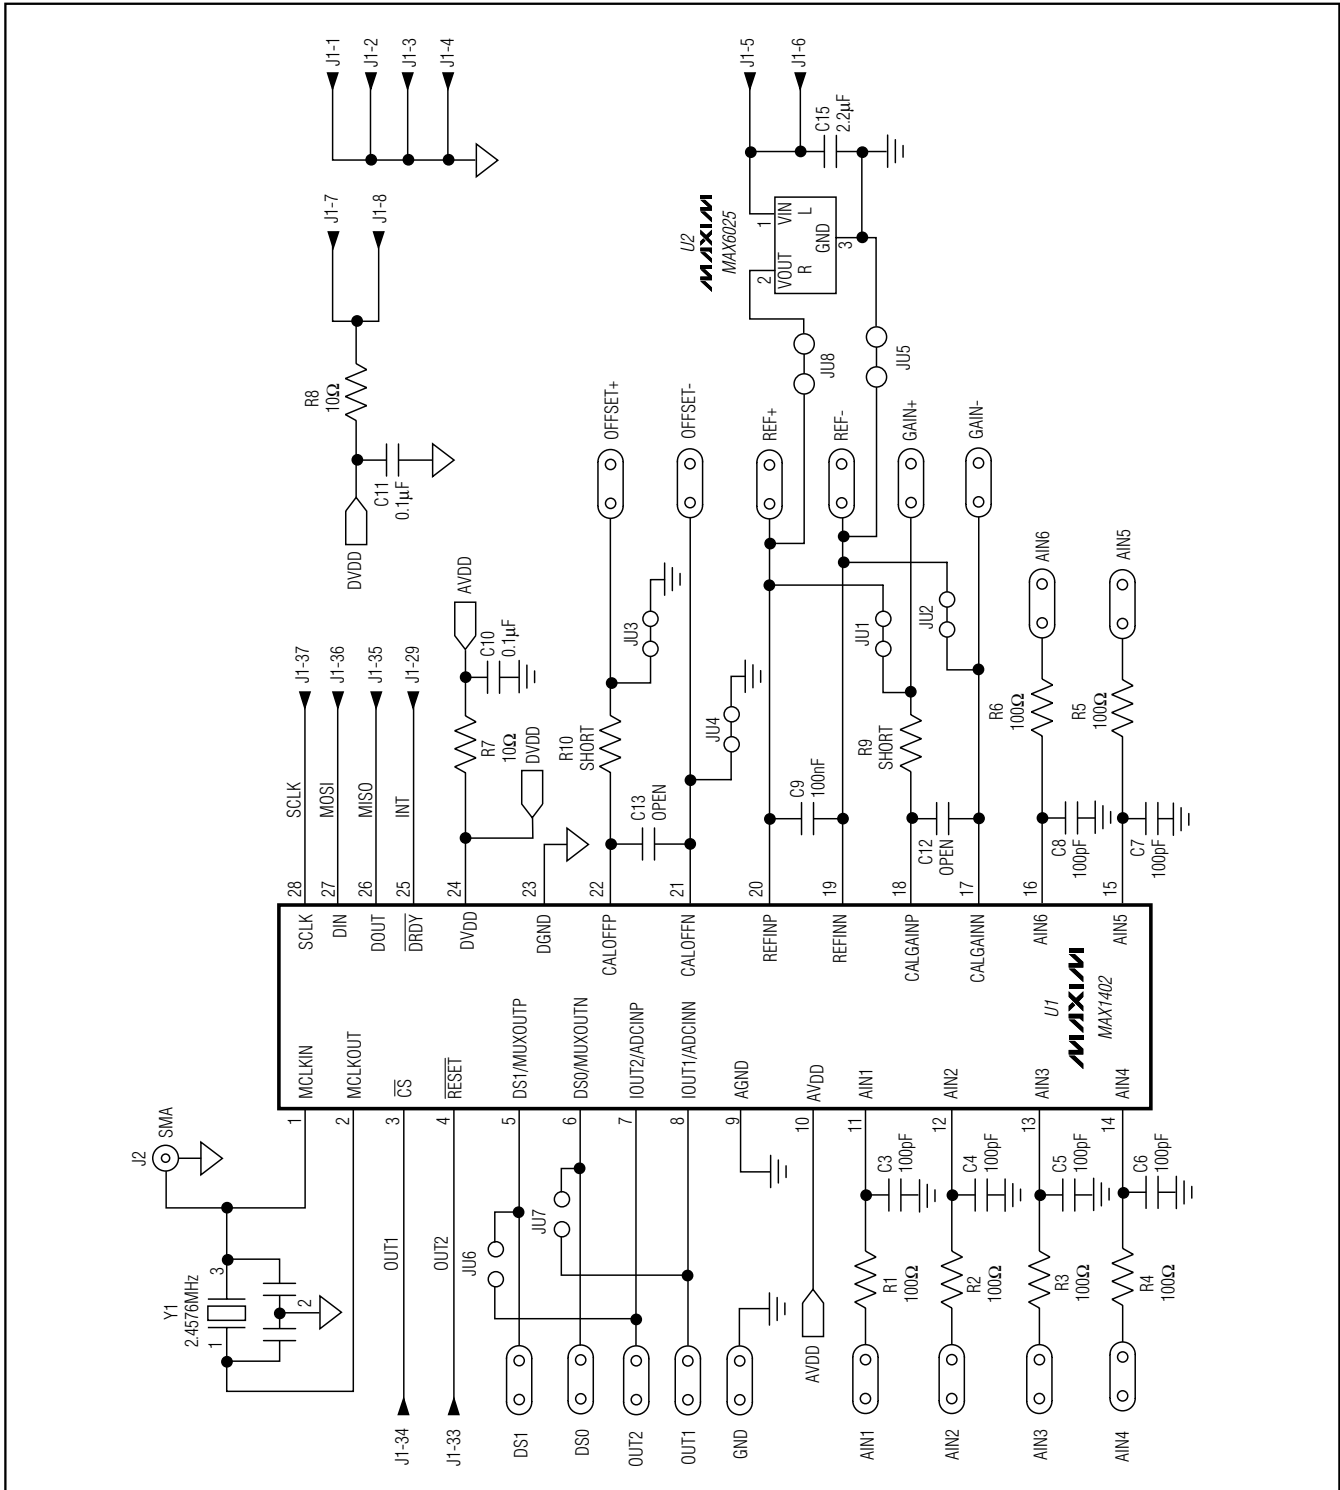 J1-1
J1-2
J1-3
J1-4
J1-7
J1-8
R8
10Ω
C11
0.1µF
DVDD
J1-5
J1-6
C15
2.2µF
U2
MAXIM
MAX6025
1
VIN
L
2
VOUT
R
GND
3
JU8
JU5
J1-37
J1-36
J1-35
J1-29
SCLK
MOSI
MISO
INT
AVDD
C10
0.1µF
R7
10Ω
DVDD
OFFSET+
OFFSET-
REF+
REF-
GAIN+
GAIN-
JU3
R10
SHORT
C13
OPEN
JU4
JU1
JU2
C9
100nF
R9
SHORT
C12
OPEN
AIN6
AIN5
R6
100Ω
R5
100Ω
C8
100pF
C7
100pF
28
27
26
25
24
23
22
21
20
19
18
17
16
15
SCLK
DIN
DOUT
DRDY
DVDD
DGND
CALOFFP
CALOFFN
REFINP
REFINN
CALGAINP
CALGAINN
AIN6
AIN5
U1
MAXIM
MAX1402
MCLKIN
MCLKOUT
CS
RESET
DS1/MUXOUTP
DS0/MUXOUTN
IOUT2/ADCINP
IOUT1/ADCINN
AGND
AVDD
AIN1
AIN2
AIN3
AIN4
1
2
3
4
5
6
7
8
9
10
11
12
13
14
J2
SMA
Y1
2.4576MHz
1
3
2
OUT1
OUT2
JU6
JU7
C3
100pF
C4
100pF
C5
100pF
C6
100pF
R1
100Ω
R2
100Ω
R3
100Ω
R4
100Ω
J1-34
J1-33
DS1
DS0
OUT2
OUT1
GND
AVDD
AIN1
AIN2
AIN3
AIN4